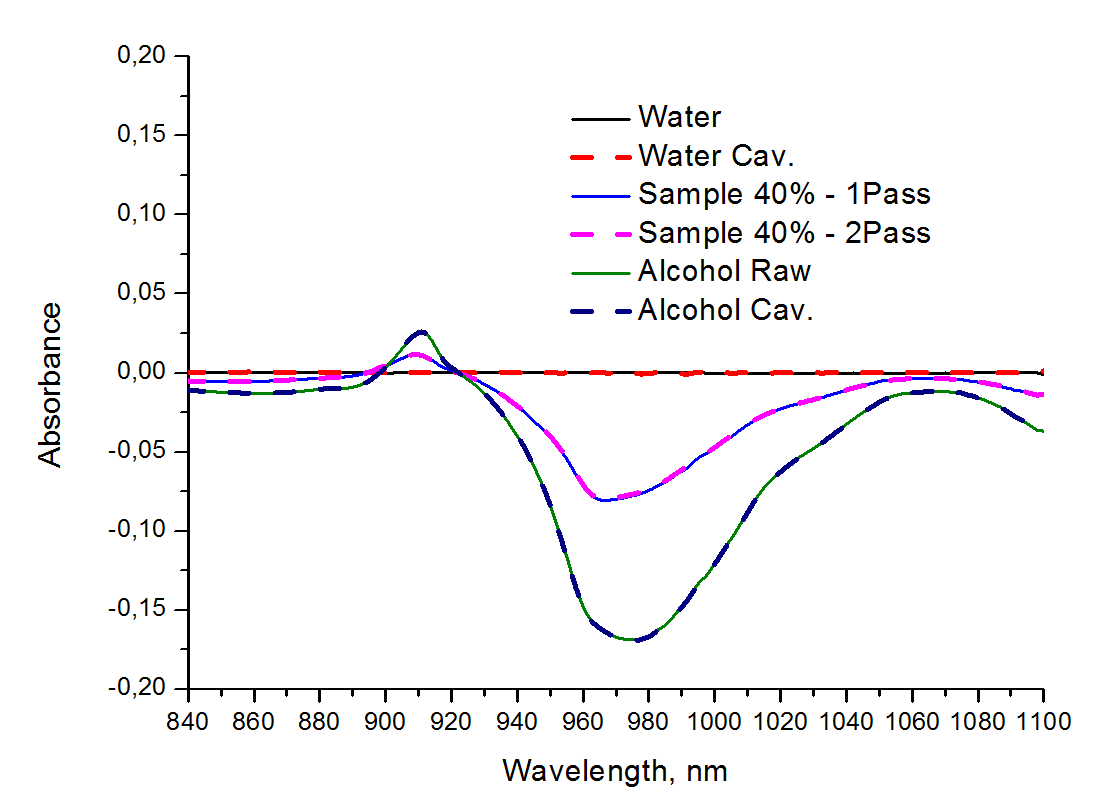 0,20
0,15
0,10
0,05
0,00
-0,05
-0,10
-0,15
-0,20
Absorbance
Water
Water Cav.
Sample 40% - 1Pass
Sample 40% - 2Pass
Alcohol Raw
Alcohol Cav.
840 860 880 900 920 940 960 980 1000 1020 1040 1060 1080 1100
Wavelength, nm